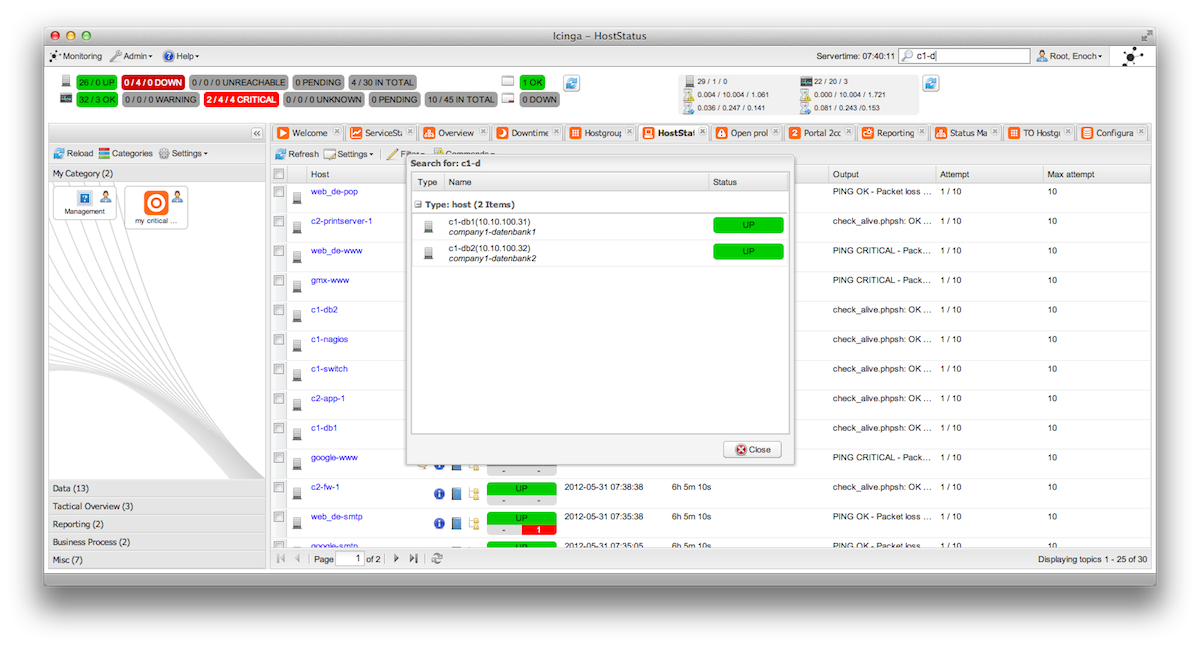 Icinga – HostStatus
Monitoring Admin Help Servertime: 07:40:11 c1-d Root, Enoch
26 / 0 UP 0 / 4 / 0 DOWN 0 / 0 / 0 UNREACHABLE 0 PENDING 4 / 30 IN TOTAL 1 OK 29 / 1 / 0 22 / 20 / 3
0.004 / 10.004 / 1.061 0.000 / 10.004 / 1.721
32 / 3 OK 0 / 0 / 0 WARNING 2 / 4 / 4 CRITICAL 0 / 0 / 0 UNKNOWN 0 PENDING 10 / 45 IN TOTAL 0 DOWN
0.036 / 0.247 / 0.141 0.081 / 0.243 /0.153
Welcome ServiceSta Overview Downtime Hostgroup HostStat Open prol Portal 2co Reporting Status Ma TO Hostgr Configura
Reload Categories Settings Refresh Settings Filter Commands
My Category (2)
Management
my critical ...
Data (13)
Tactical Overview (3)
Reporting (2)
Business Process (2)
Misc (7)
Host Output Attempt Max attempt
web_de-pop PING OK - Packet loss ... 1 / 10 10
c2-printserver-1 check_alive.phpsh: OK ... 1 / 10 10
web_de-www PING CRITICAL - Pack... 1 / 10 10
gmx-www PING CRITICAL - Pack... 1 / 10 10
c1-db2 check_alive.phpsh: OK ... 1 / 10 10
c1-nagios check_alive.phpsh: OK ... 1 / 10 10
c1-switch check_alive.phpsh: OK ... 1 / 10 10
c2-app-1 check_alive.phpsh: OK ... 1 / 10 10
c1-db1 check_alive.phpsh: OK ... 1 / 10 10
google-www - - PING CRITICAL - Pack... 1 / 10 10
c2-fw-1 UP - - 2012-05-31 07:38:38 6h 5m 10s check_alive.phpsh: OK ... 1 / 10 10
web_de-smtp UP - 1 2012-05-31 07:35:38 6h 5m 10s PING OK - Packet loss ... 1 / 10 10
google-smtp UP 2012-05-31 07:35:05 6h 5m 10s PING OK - Packet loss 1 / 10 10
Page 1 of 2 Displaying topics 1 - 25 of 30
Search for: c1-d
Type Name Status
Type: host (2 Items)
c1-db1(10.10.100.31) UP
company1-datenbank1
c1-db2(10.10.100.32) UP
company1-datenbank2
Close